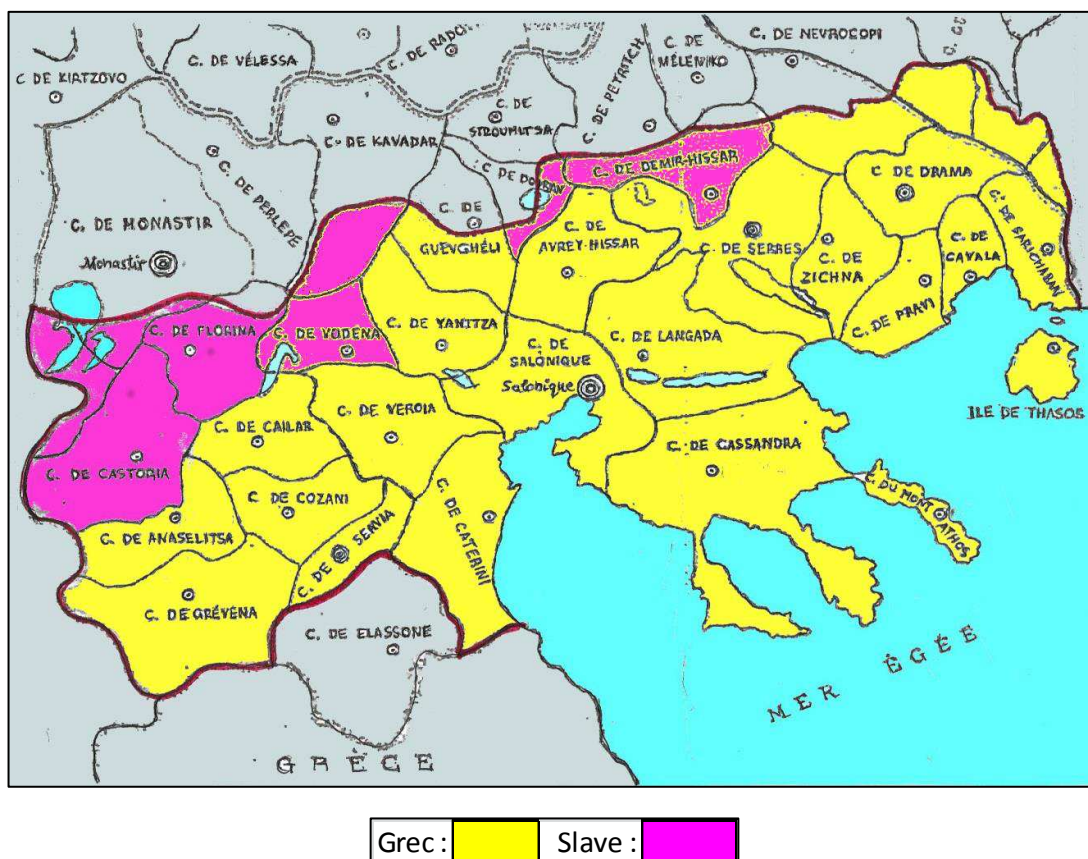 C. DE NEVROCOPI
C. DE RADO
C. DE VÉLESSA
C.
DE
MÉLENIKO
C DE KIRTZOVO
C. DE PETRITCH
C. DE
STROUMITSA
Cº DE KAVADAR
C. DE PERLEPE
C. DE DOIRAN
C. DE DEMIR-HISSAR
C. DE DRAMA
C. DE MONASTIR
Monastir
C. DE
GUEVGHÉLI
C. DE
AVREY-HISSAR
C. DE SERRES
C. DE
ZICHNA
C. DE
CAVALA
C. DE SARICHABAN
C. DE FLORINA
C. DE VODENA
C. DE YANITZA
C. DE PRAVI
C. DE
SALONIQUE
Salonique
C. DE LANGADA
ILE DE THASOS
C. DE CAILAR
C. DE VEROIA
C. DE CASSANDRA
C. DE CASTORIA
C. DE COZANI
C. DU MONT ATHOS
C. DE ANASELITSA
C. DE SERVIA
C. DE CATERINI
C. DE GRÉVENA
C. DE ELASSONE
MER ÉGÉE
GRÈCE
Grec : Slave :